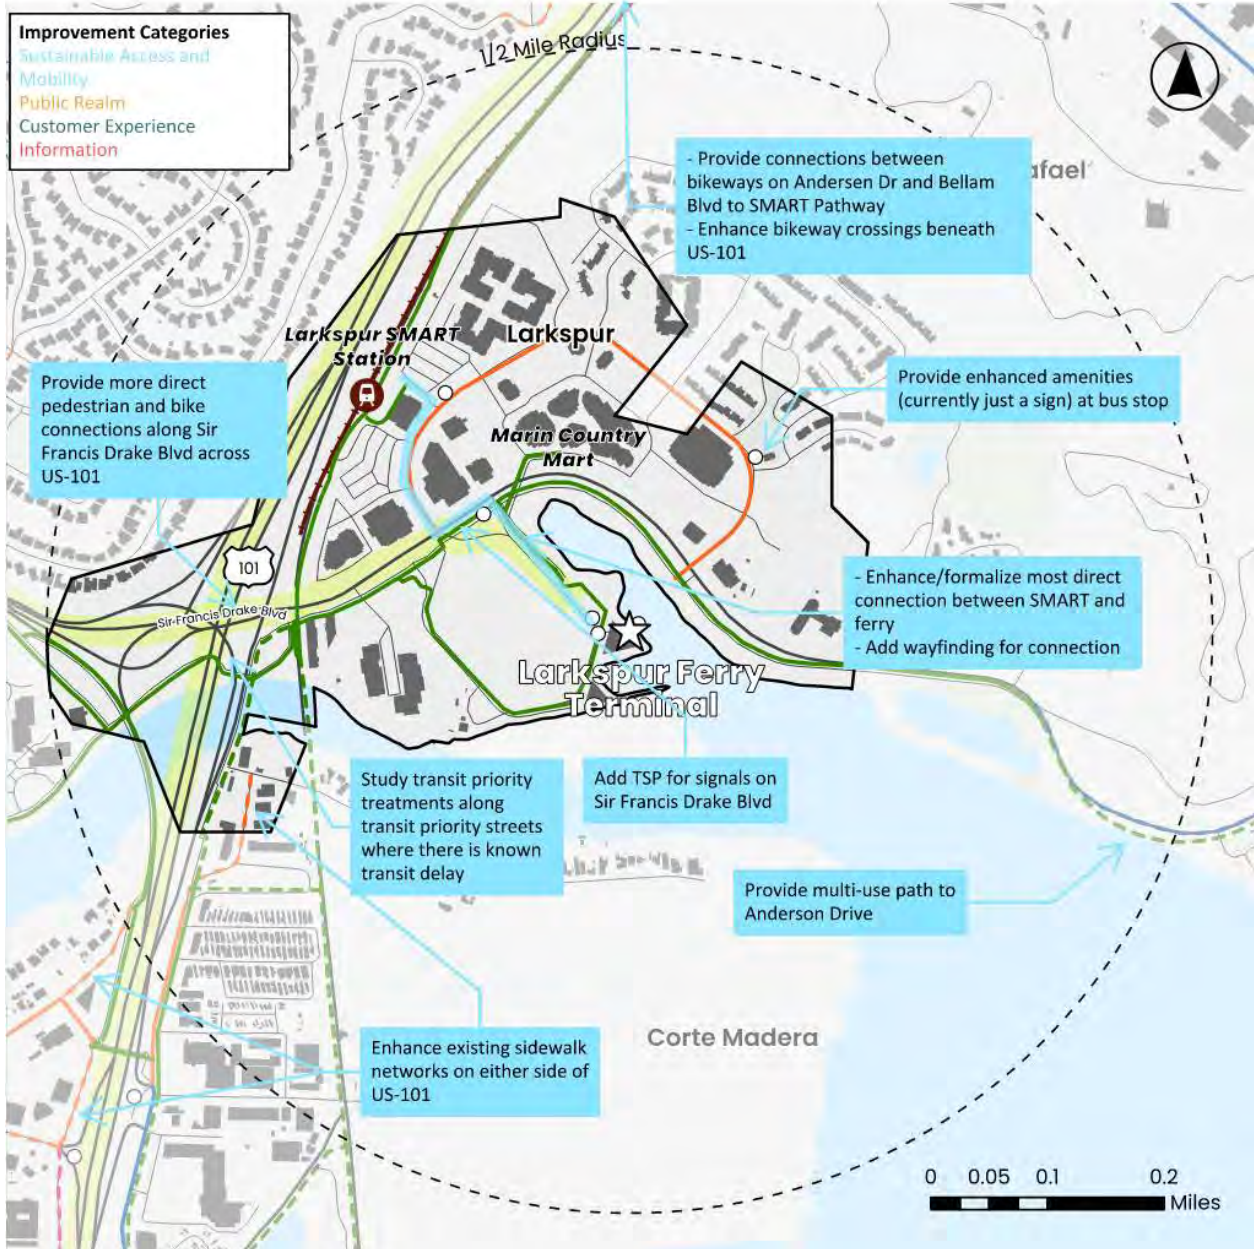 Improvement Categories
Sustainable Access and
Mobility
Public Realm
Customer Experience
Information
1/2 Mile Radius
- Provide connections between
bikeways on Andersen Dr and Bellam
Blvd to SMART Pathway
- Enhance bikeway crossings beneath
US-101
afael
Larkspur SMART
Station
Larkspur
Provide more direct
pedestrian and bike
connections along Sir
Francis Drake Blvd across
US-101
Provide enhanced amenities
(currently just a sign) at bus stop
Marin Country
Mart
101
Sir Francis Drake Blvd
- Enhance/formalize most direct
connection between SMART and
ferry
- Add wayfinding for connection
Larkspur Ferry
Terminal
Study transit priority
treatments along
transit priority streets
where there is known
transit delay
Add TSP for signals on
Sir Francis Drake Blvd
Provide multi-use path to
Anderson Drive
Enhance existing sidewalk
networks on either side of
US-101
Corte Madera
0 0.05 0.1 0.2
Miles